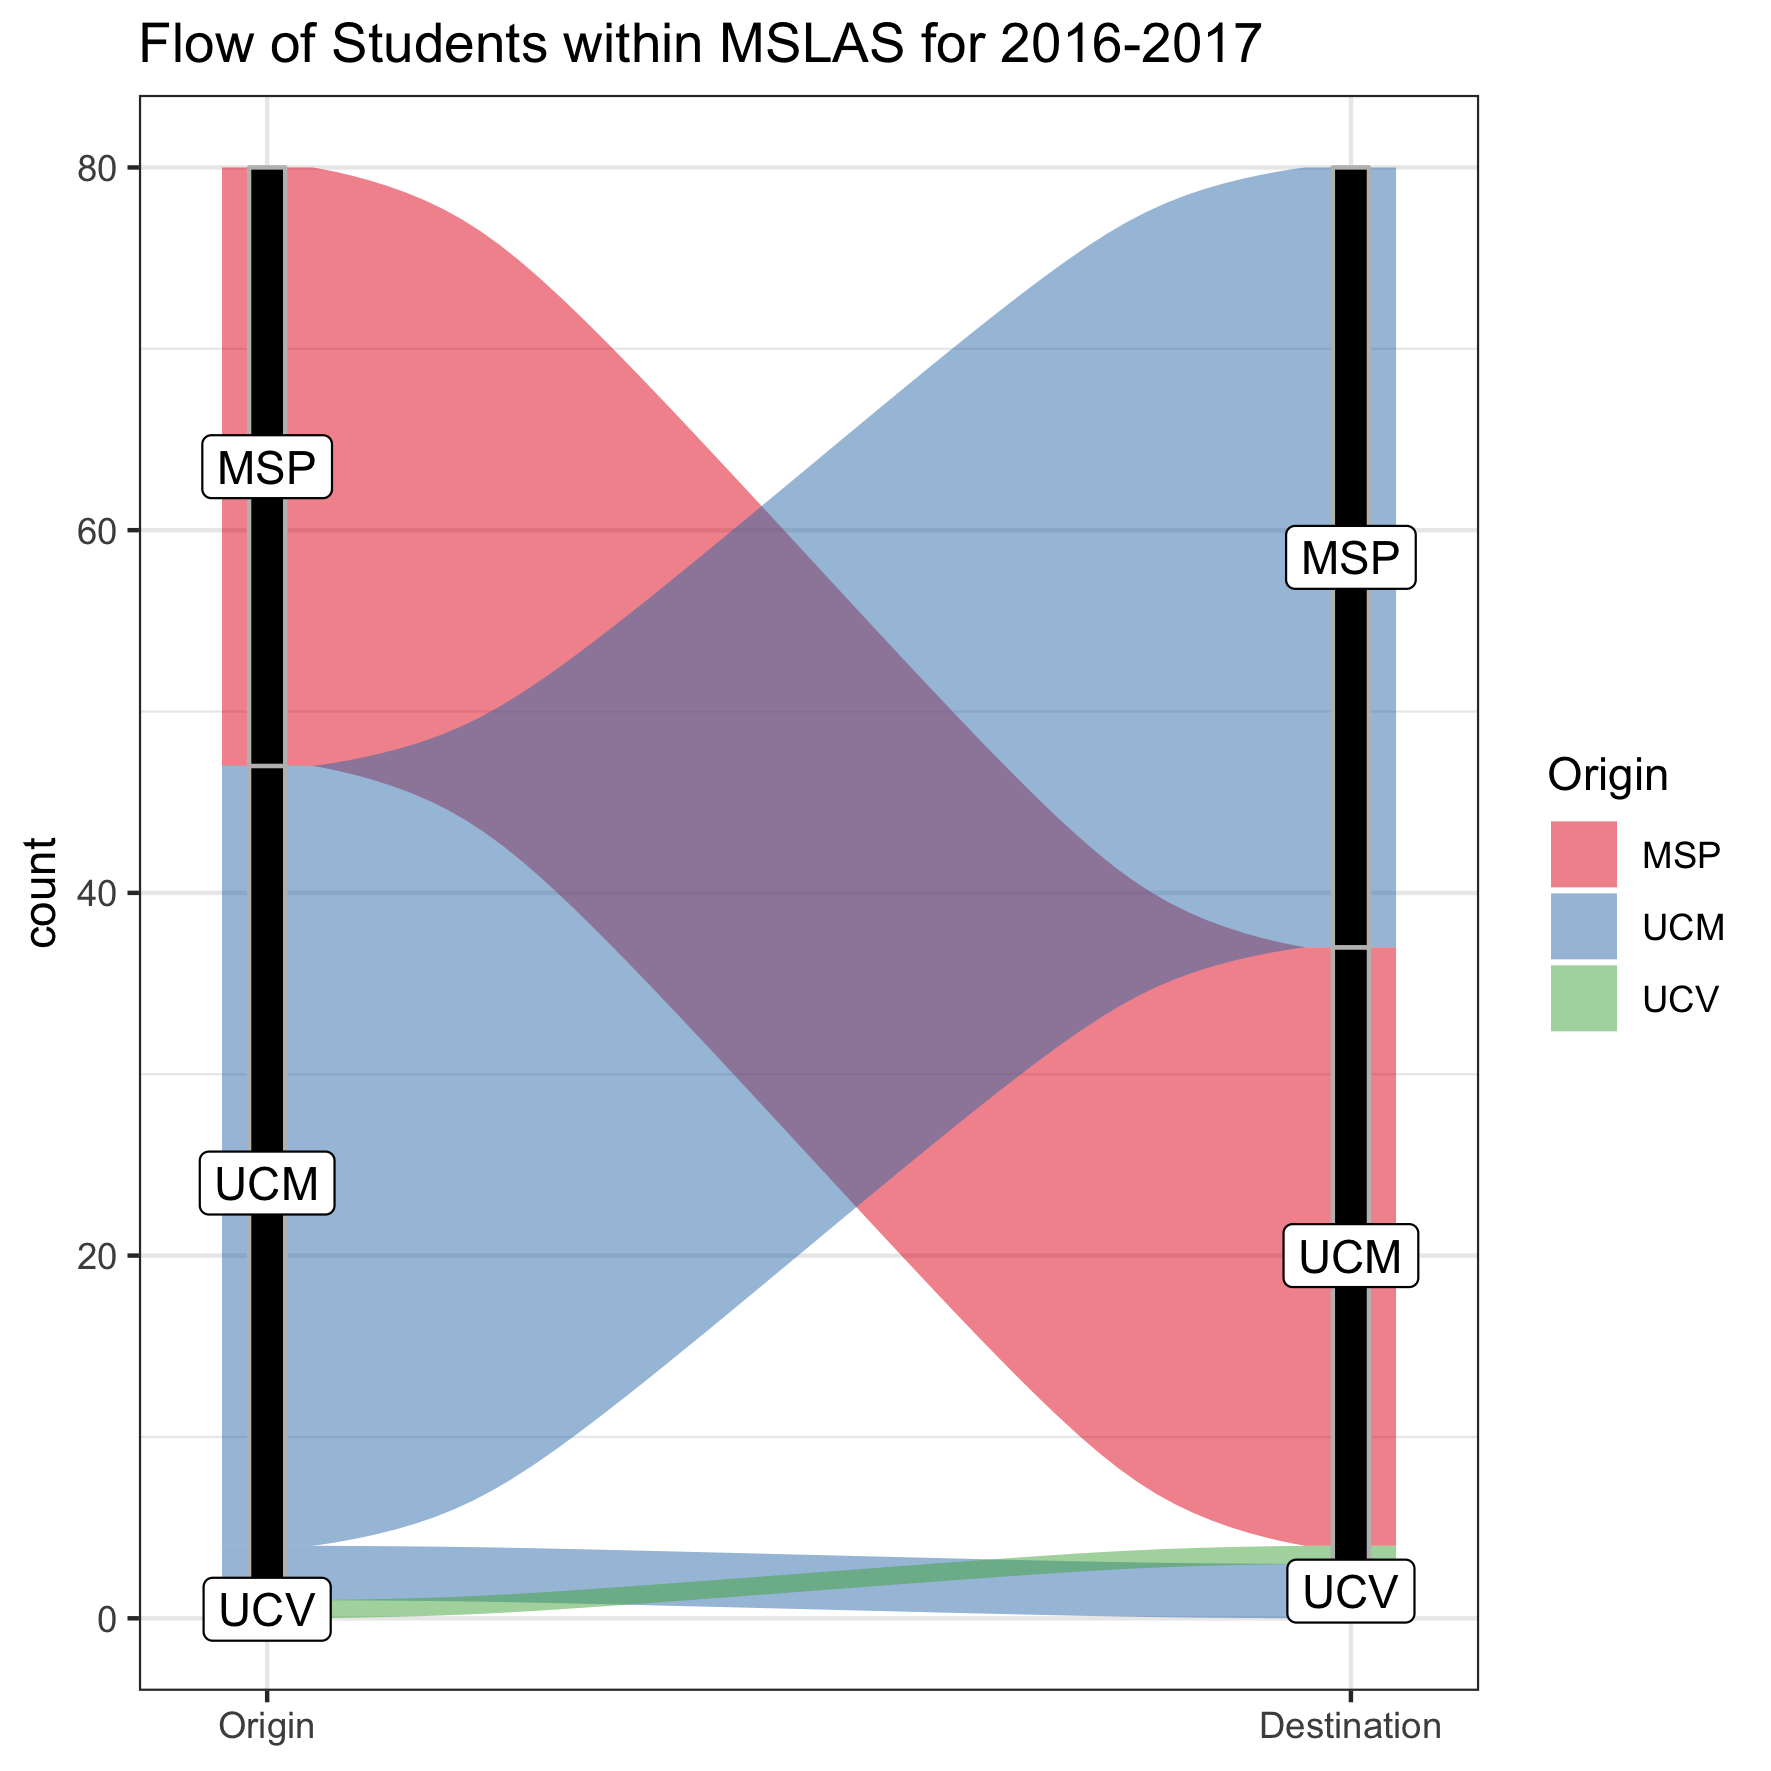 Flow of Students within MSLAS for 2016-2017
80
60
40
20
0
count
MSP
UCM
UCV
MSP
UCM
UCV
Origin
Destination
Origin
MSP
UCM
UCV